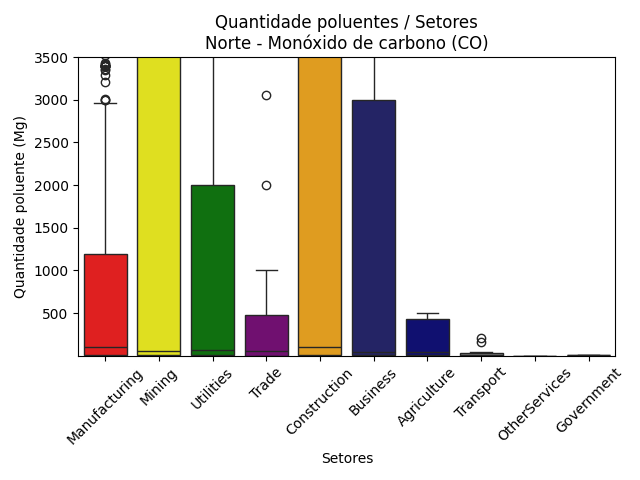 Quantidade poluentes / Setores
Norte - Monóxido de carbono (CO)
Quantidade poluente (Mg)
3500
3000
2500
2000
1500
1000
500
Manufacturing
Mining
Utilities
Trade
Construction
Business
Agriculture
Transport
OtherServices
Government
Setores